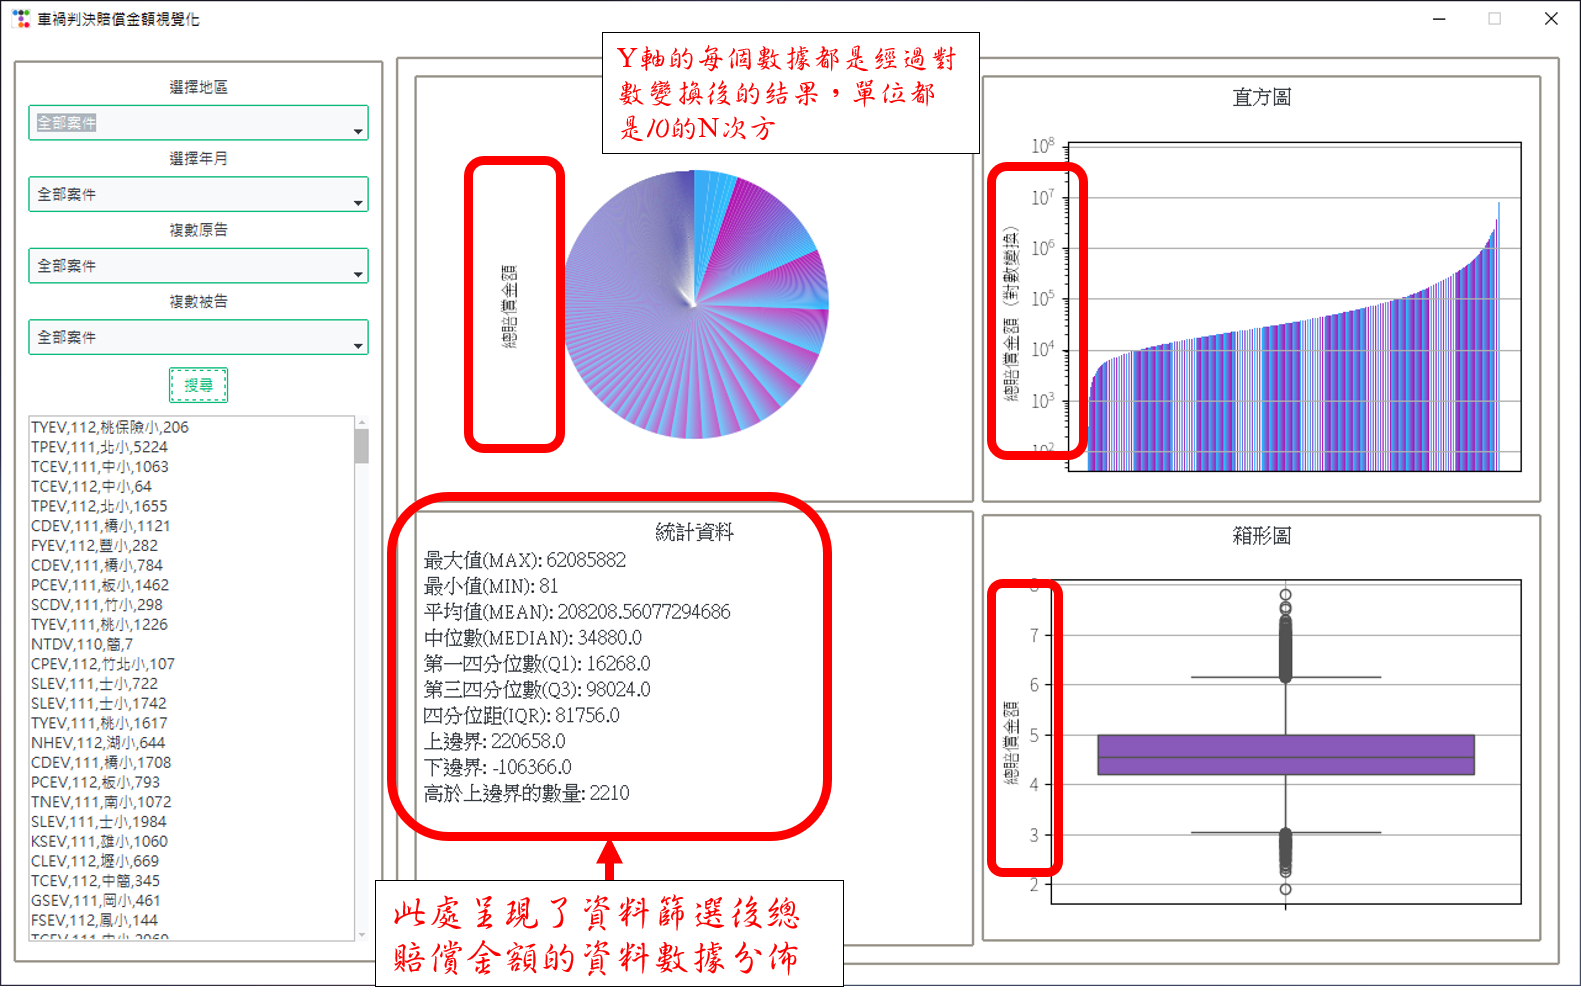 車禍判決賠償金額視覺化
選擇地區
全部案件
選擇年月
全部案件
複數原告
全部案件
複數被告
全部案件
搜尋
TYEV,112,桃保險小,206
TPEV,111,北小,5224
TCEV,111,中小,1063
TCEV,112,中小,64
TPEV,112,北小,1655
CDEV,111,橋小,1121
FYEV,112,豐小,282
CDEV,111,橋小,784
PCEV,111,板小,1462
SCDV,111,竹小,298
TYEV,111,桃小,1226
NTDV,110,簡,7
CPEV,112,竹北小,107
SLEV,111,士小,722
SLEV,111,士小,1742
TYEV,111,桃小,1617
NHEV,112,湖小,644
CDEV,111,橋小,1708
PCEV,112,板小,793
TNEV,111,南小,1072
SLEV,111,士小,1984
KSEV,111,雄小,1060
CLEV,112,壢小,669
TCEV,112,中簡,345
GSEV,111,岡小,461
FSEV,112,鳳小,144
TCEV,111,中小,2060
Y軸的每個數據都是經過對
數變換後的结果，單位都
是10的N次方
總賠償金額
直方圖
總賠償金額（對數變換）
10⁸
10⁷
10⁶
10⁵
10⁴
10³
10²
統計資料
最大值(MAX): 62085882
最小值(MIN): 81
平均值(MEAN): 208208.56077294686
中位數(MEDIAN): 34880.0
第一四分位數(Q1): 16268.0
第三四分位數(Q3): 98024.0
四分位距(IQR): 81756.0
上邊界: 220658.0
下邊界: -106366.0
高於上邊界的數量: 2210
此處呈現了資料篩選後總
賠償金額的資料數據分佈
箱形圖
總賠償金額
8
7
6
5
4
3
2